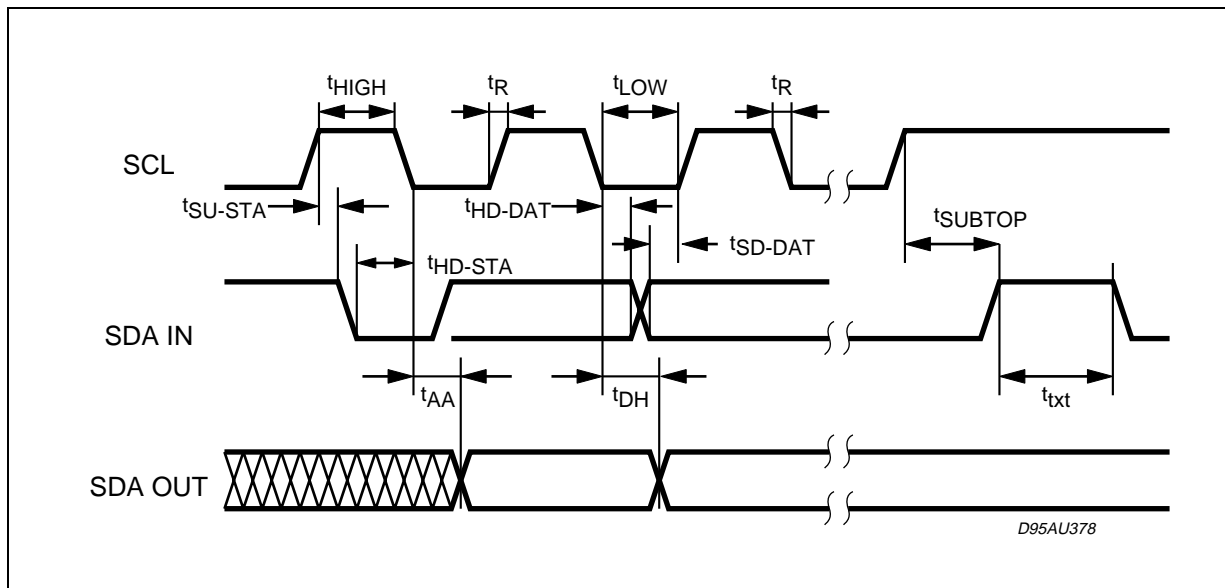 tHIGH
tR
tLOW
tR
SCL
tSU-STA
tHD-DAT
tSUBTOP
tHD-STA
tSD-DAT
SDA IN
tAA
tDH
ttxt
SDA OUT
D95AU378